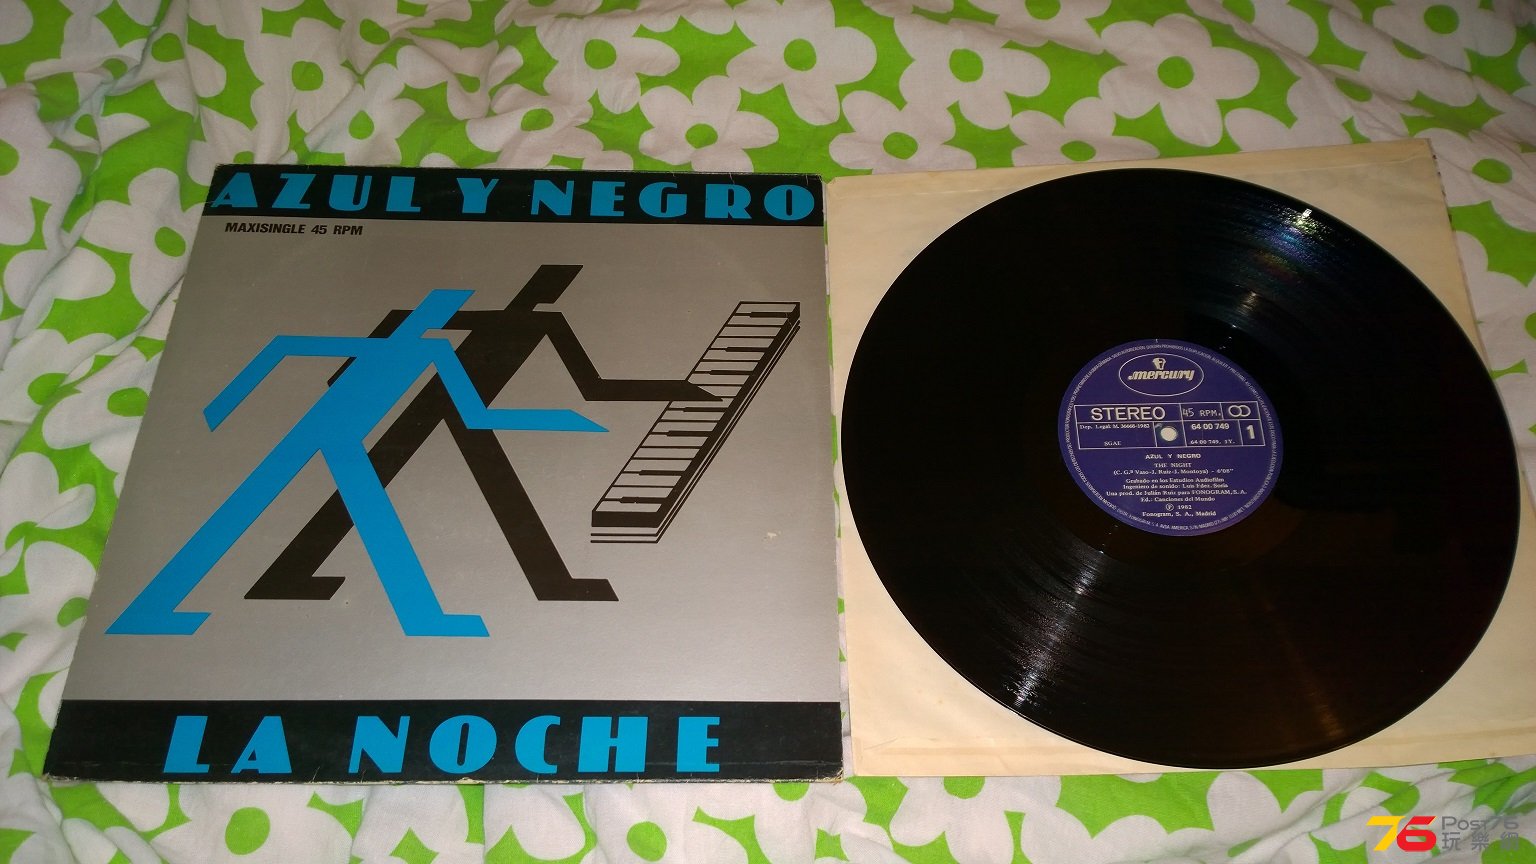 AZUL Y NEGRO
MAXISINGLE 45 RPM
LA NOCHE
mercury
STEREO
45 RPM.
Dep. Legal: M. 36668-1982
SGAE
64 00 749
64 00 749. 1Y.
1
AZUL Y NEGRO
THE NIGHT
(C. G.ª Vaso-J. Ruiz-J. Montoya) - 6'08"
Grabado en los Estudios Audiofilm
Ingeniero de sonido: Luis Fdez. Soria
Una prod. de Julián Ruiz para FONOGRAM, S. A.
Ed.: Canciones del Mundo
Ⓟ 1982
Fonogram, S. A., Madrid
76 Post76
玩樂網